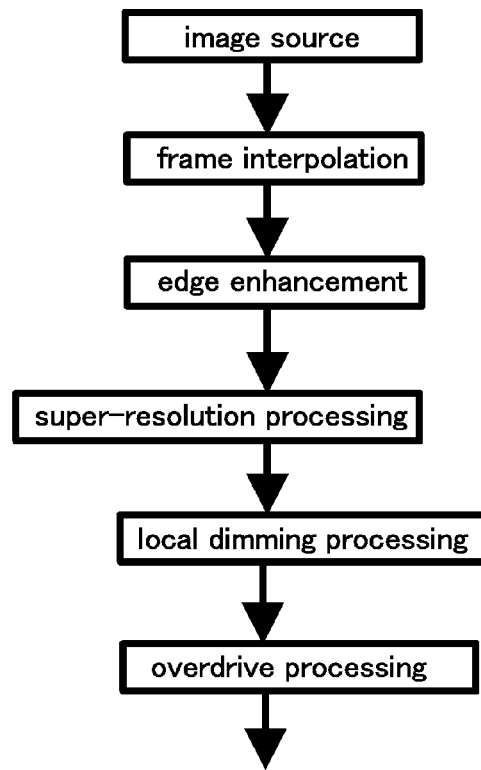 image source
frame interpolation
edge enhancement
super-resolution processing
local dimming processing
overdrive processing